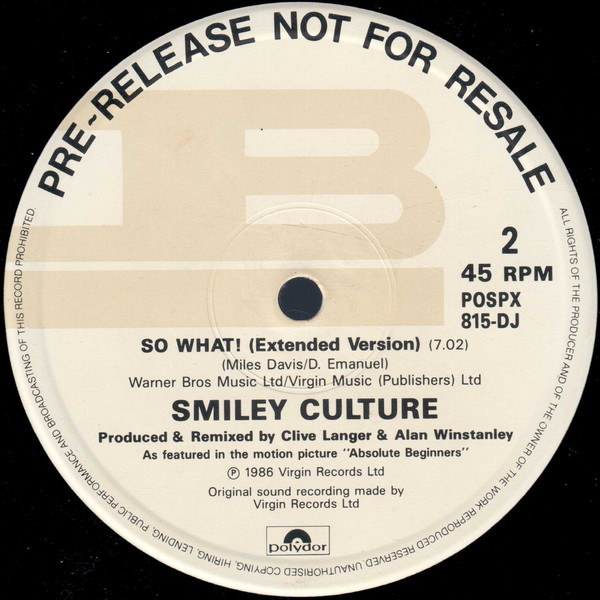 PRE-RELEASE NOT FOR RESALE
2
45 RPM
POSPX
815-DJ
SO WHAT! (Extended Version) (7.02)
(Miles Davis/D. Emanuel)
Warner Bros Music Ltd/Virgin Music (Publishers) Ltd
SMILEY CULTURE
Produced & Remixed by Clive Langer & Alan Winstanley
As featured in the motion picture "Absolute Beginners"
℗ 1986 Virgin Records Ltd
Original sound recording made by
Virgin Records Ltd
polydor
ALL RIGHTS OF THE PRODUCER AND OF THE OWNER OF THE WORK REPRODUCED RESERVED. UNAUTHORISED COPYING, HIRING, LENDING, PUBLIC PERFORMANCE AND BROADCASTING OF THIS RECORD PROHIBITED.